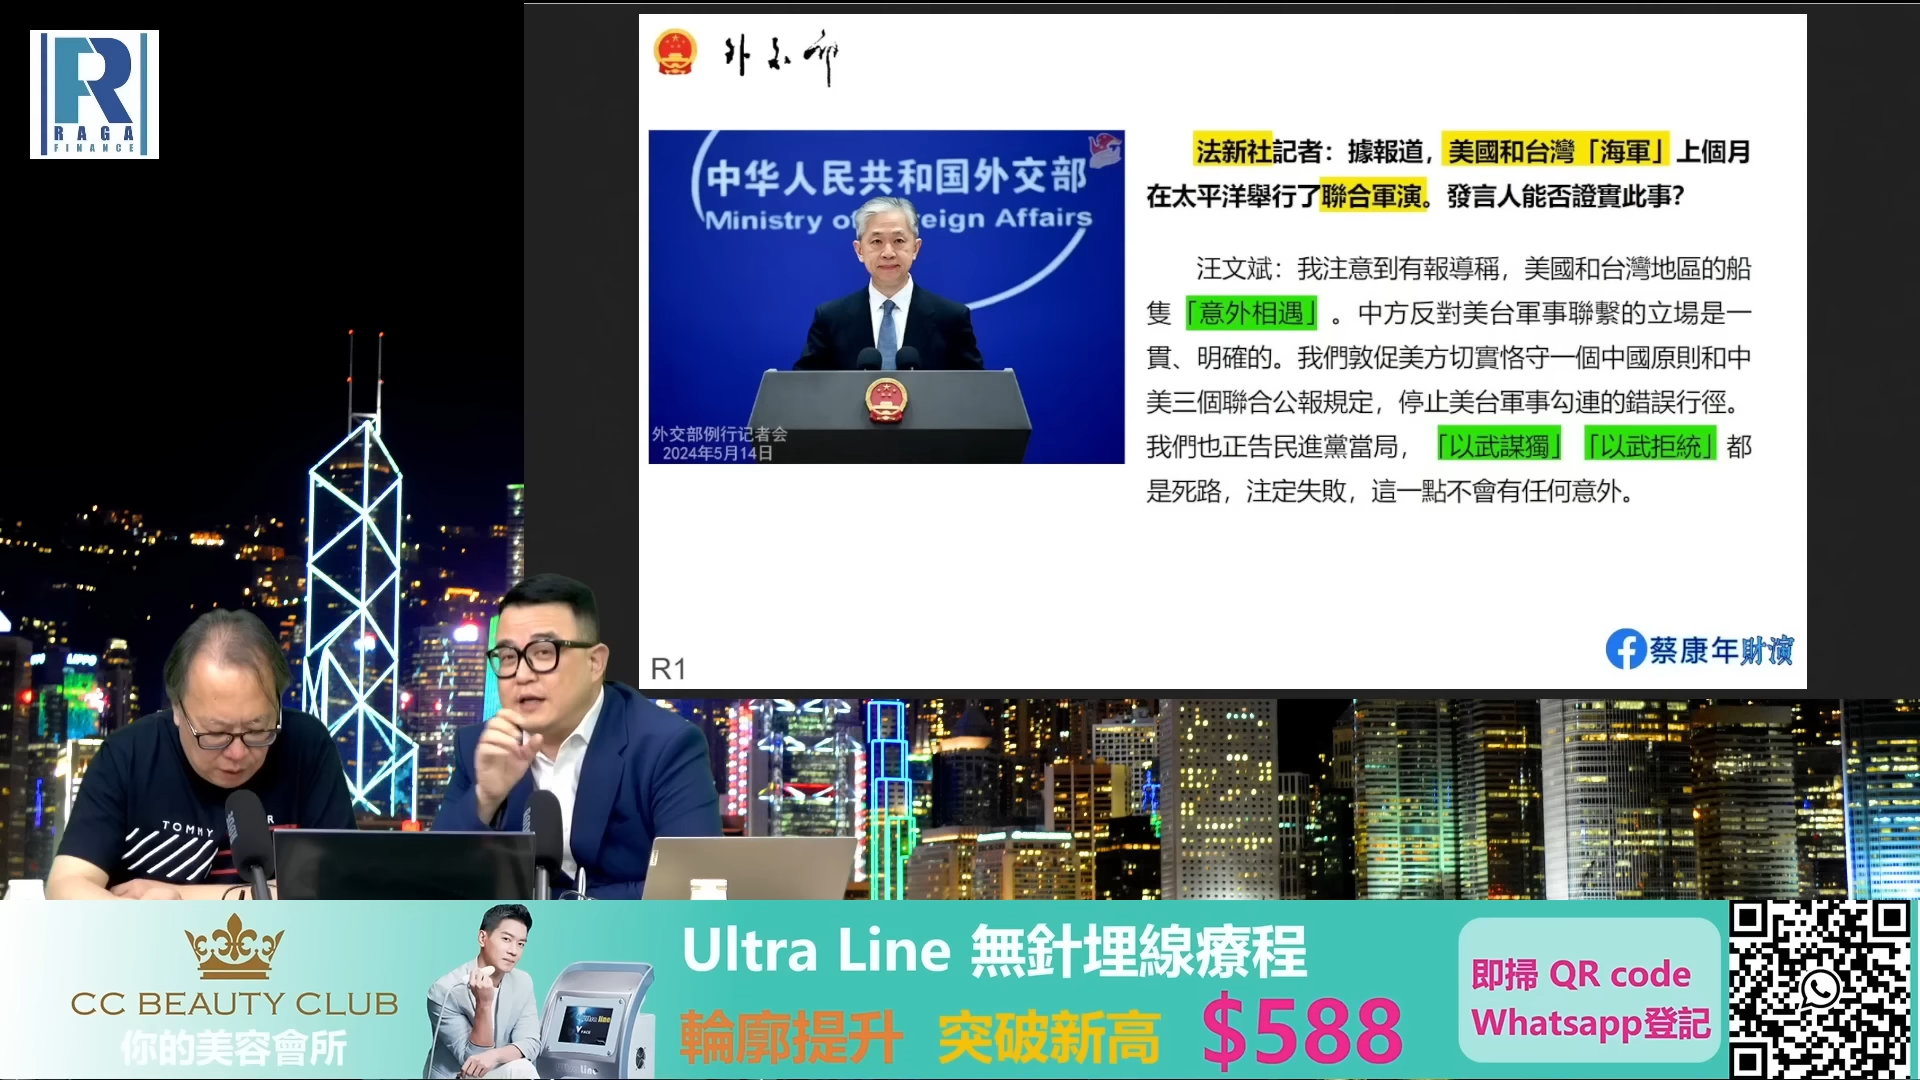 RAGA
FINANCE
外交部
中华人民共和国外交部
Ministry of Foreign Affairs
外交部例行记者会
2024年5月14日
法新社記者：據報道，美國和台灣「海軍」上個月
在太平洋舉行了聯合軍演。發言人能否證實此事？
汪文斌：我注意到有報導稱，美國和台灣地區的船
隻「意外相遇」。中方反對美台軍事聯繫的立場是一
貫、明確的。我們敦促美方切實恪守一個中國原則和中
美三個聯合公報規定，停止美台軍事勾連的錯誤行徑。
我們也正告民進黨當局，「以武謀獨」「以武拒統」都
是死路，注定失敗，這一點不會有任何意外。
R1
蔡康年財演
LIPPO
TOMMY
CC BEAUTY CLUB
你的美容會所
Ultra Line 無針埋線療程
輪廓提升 突破新高 $588
即掃 QR code
Whatsapp登記